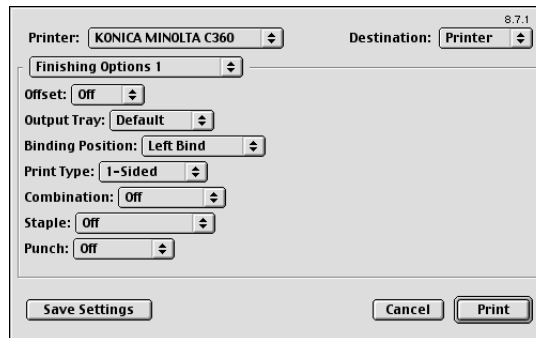 8.7.1
Printer: KONICA MINOLTA C360 Destination: Printer
Finishing Options 1
Offset: Off
Output Tray: Default
Binding Position: Left Bind
Print Type: 1-Sided
Combination: Off
Staple: Off
Punch: Off
Save Settings Cancel Print